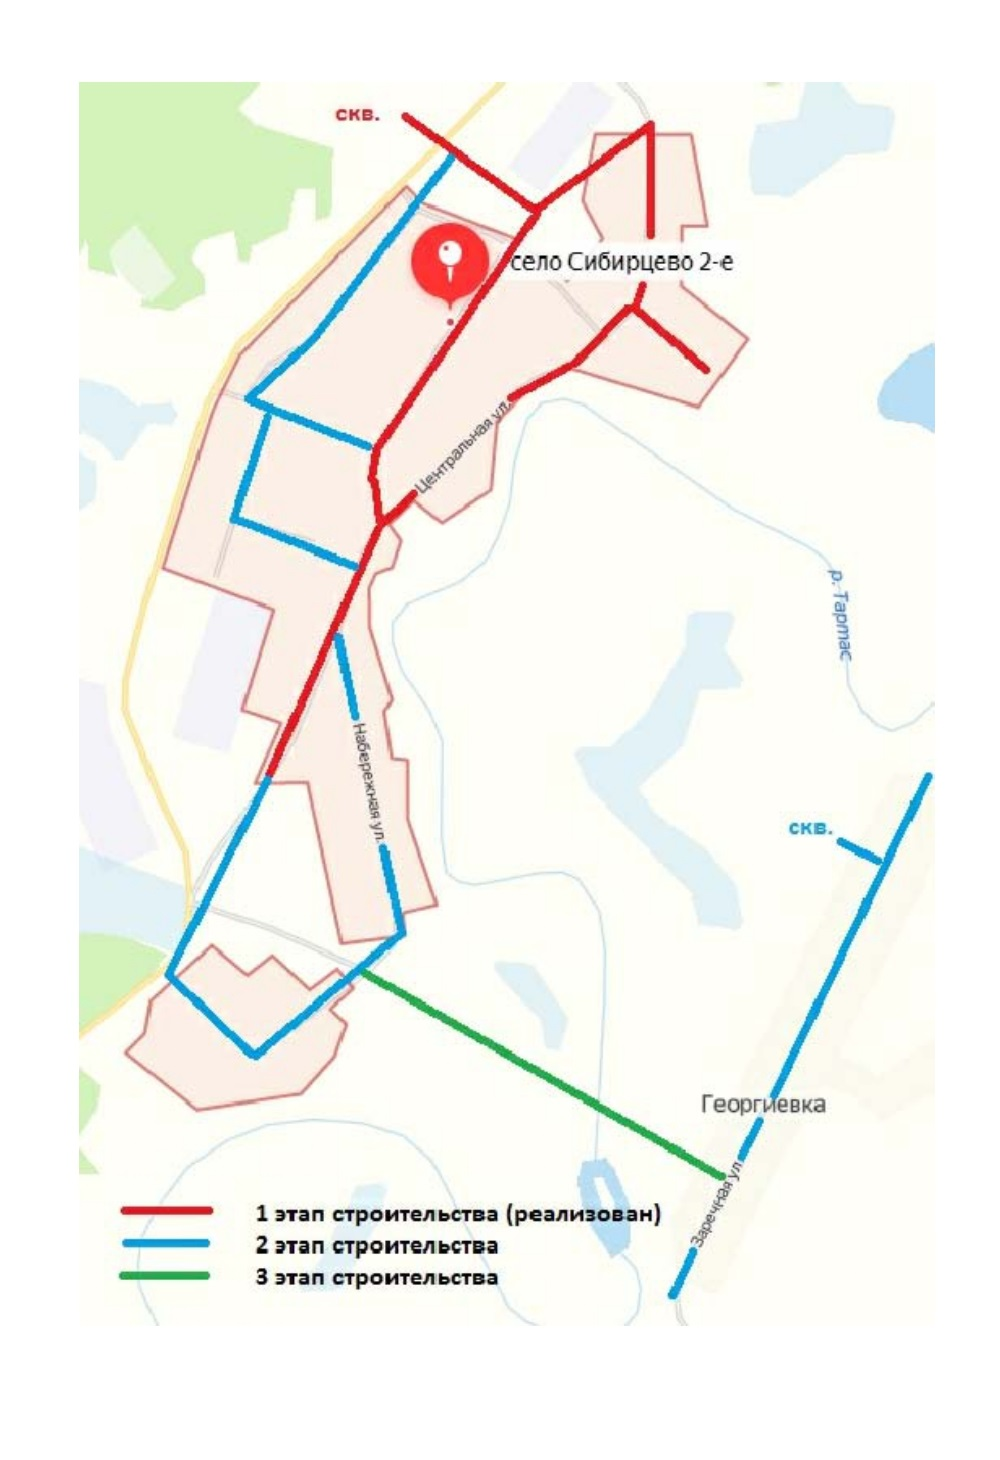 скв.
село Сибирцево 2-е
Центральная ул.
р. Тартас
Набережная ул.
скв.
Георгиевка
Заречная ул.
1 этап строительства (реализован)
2 этап строительства
3 этап строительства